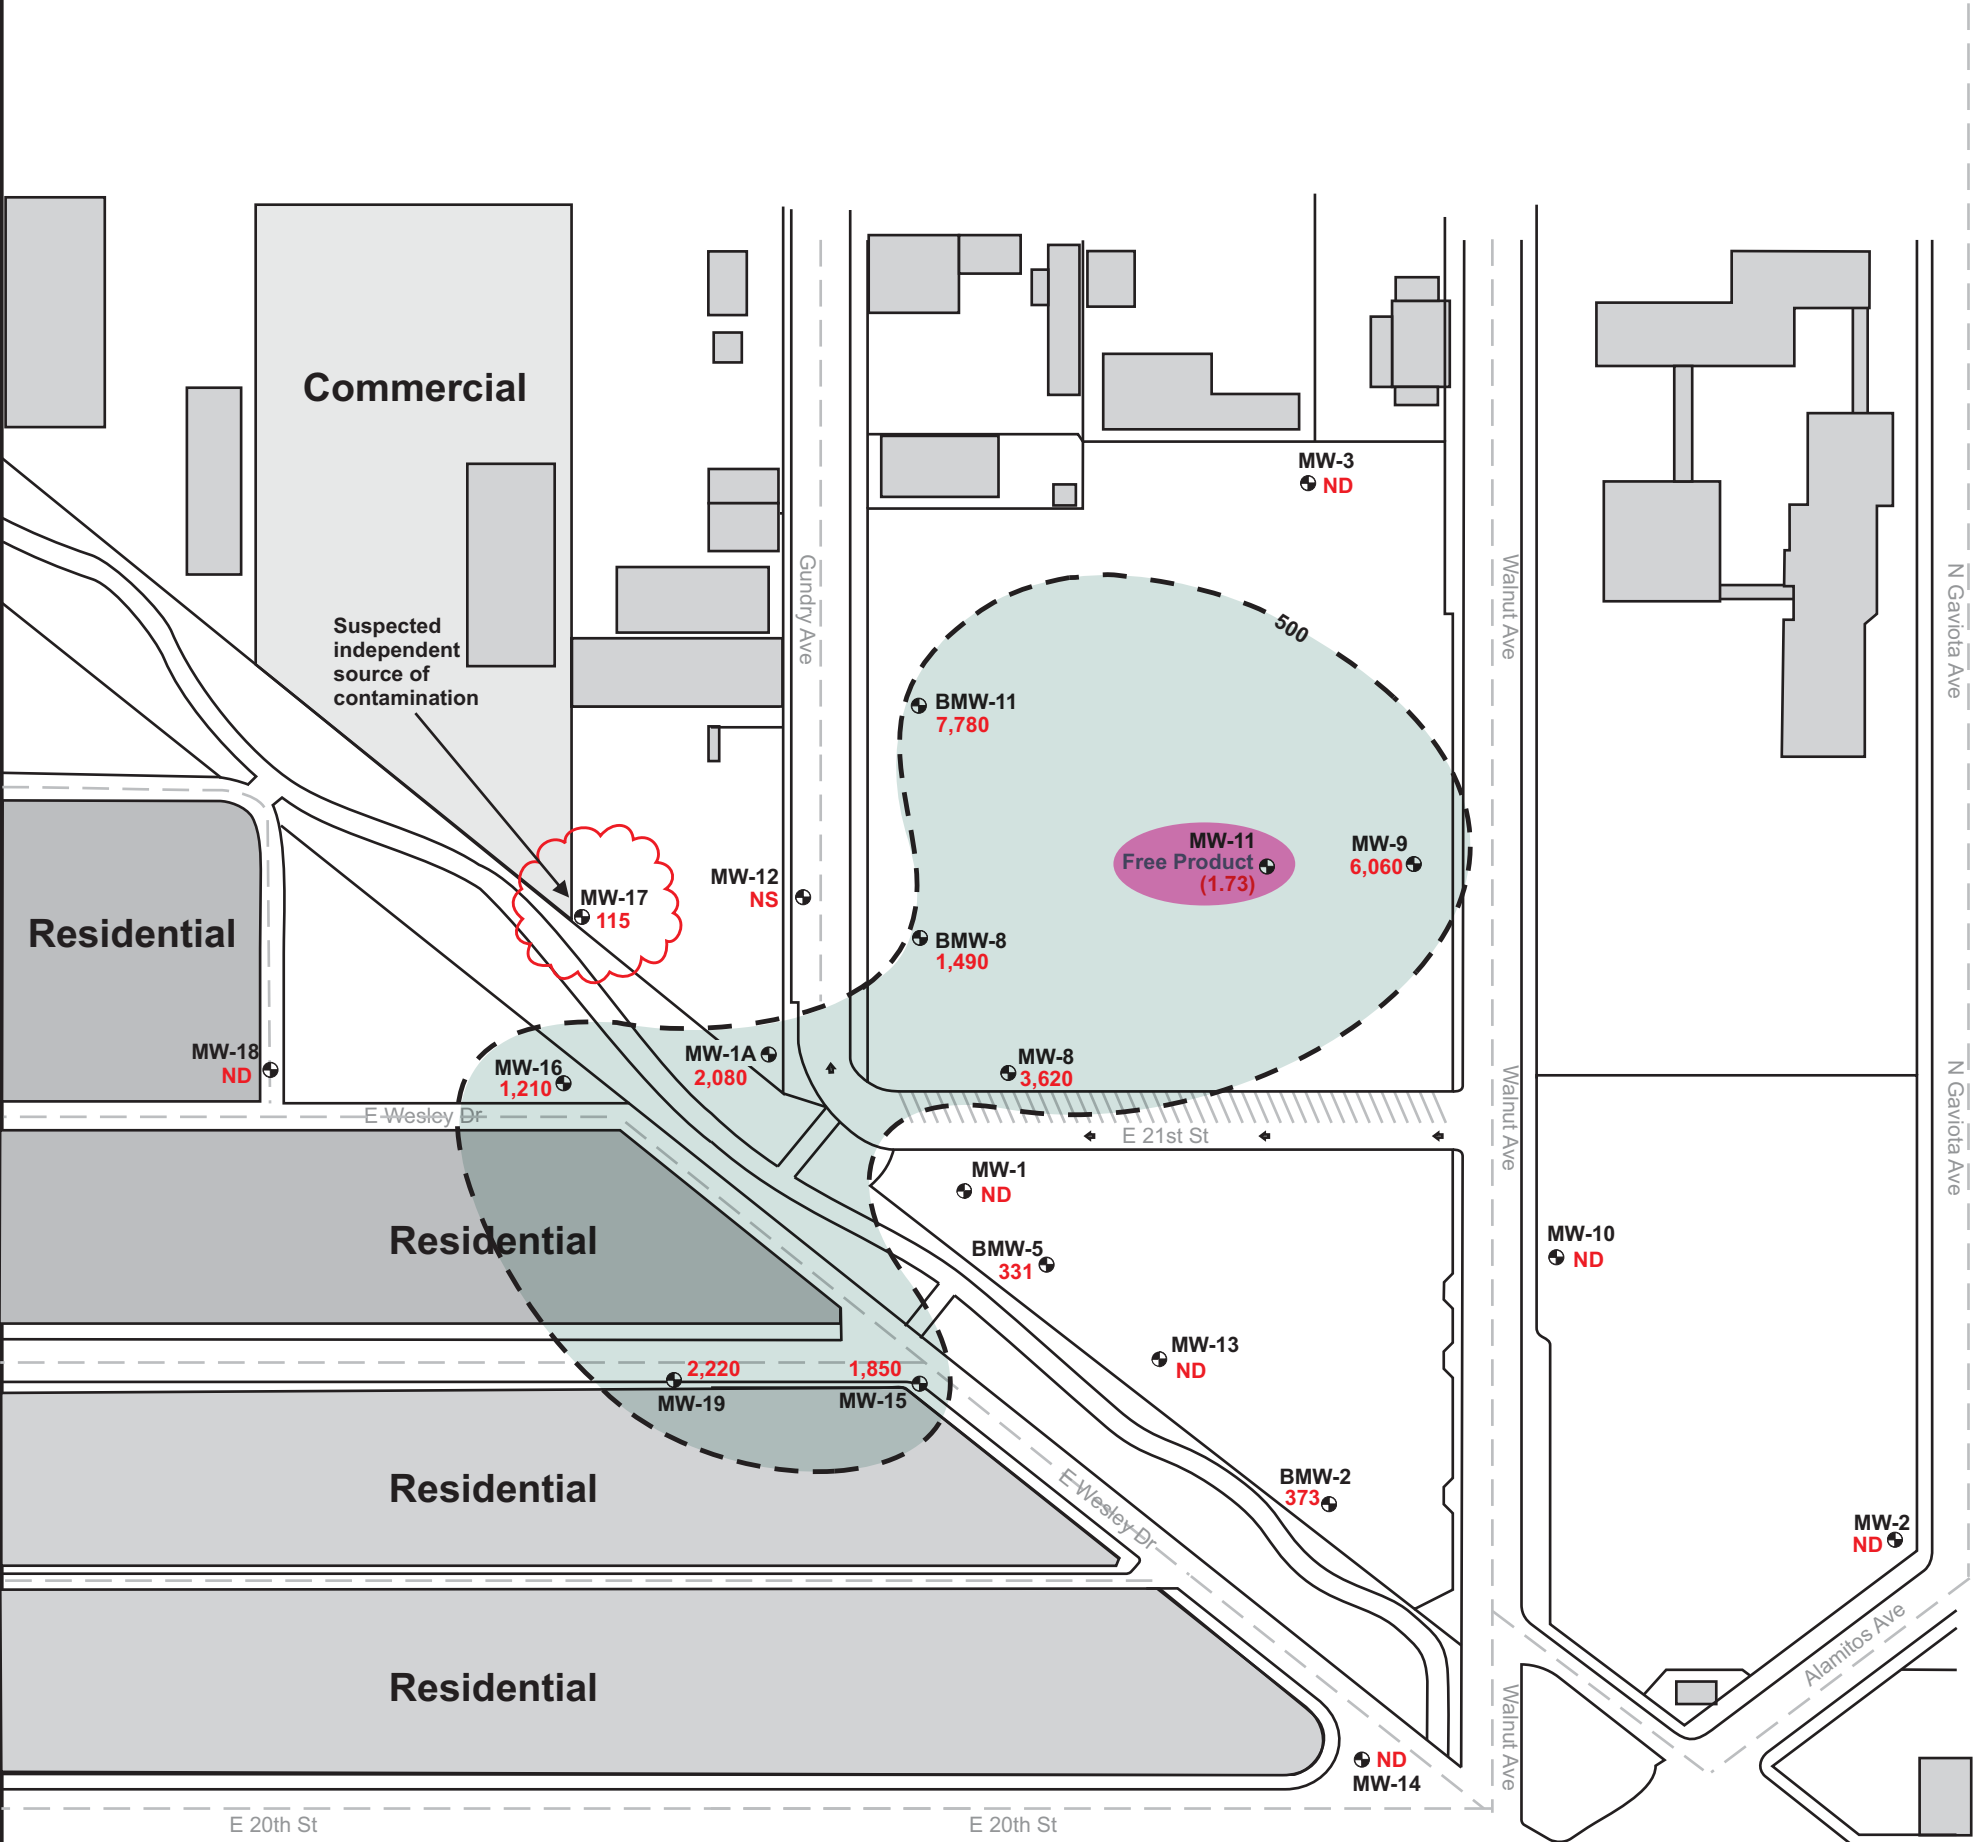 Commercial
MW-3
ND
Gundry Ave
Walnut Ave
N Gaviota Ave
500
Suspected
independent
source of
contamination
BMW-11
7,780
MW-11
Free Product
(1.73)
MW-9
6,060
MW-12
NS
MW-17
115
Residential
BMW-8
1,490
MW-18
ND
MW-16
1,210
MW-1A
2,080
MW-8
3,620
E Wesley Dr
E 21st St
Walnut Ave
N Gaviota Ave
MW-1
ND
BMW-5
331
Residential
MW-10
ND
MW-13
ND
2,220
MW-19
1,850
MW-15
Residential
E Wesley Dr
BMW-2
373
MW-2
ND
Alamitos Ave
Residential
Walnut Ave
ND
MW-14
E 20th St
E 20th St